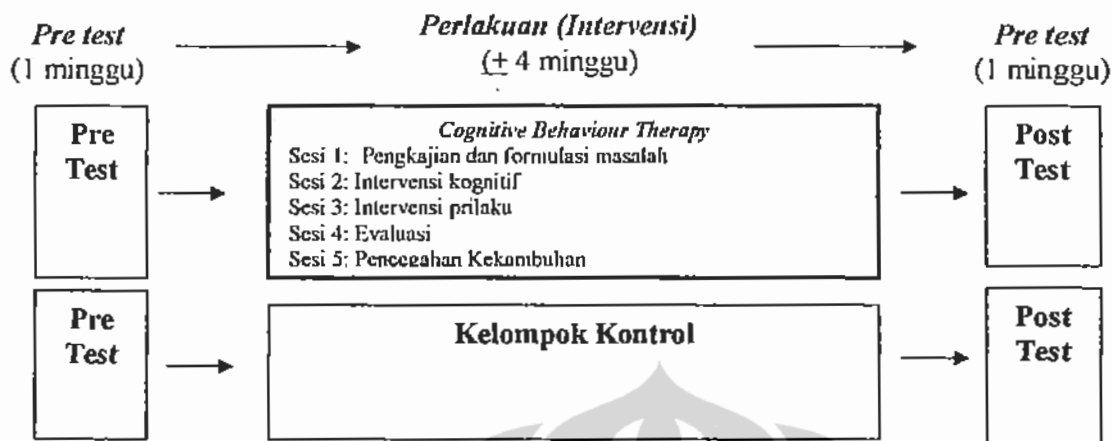 Pre test
(1 minggu)
Perlakuan (Intervensi)
(± 4 minggu)
Pre test
(1 minggu)
Pre
Test
Cognitive Behaviour Therapy
Sesi 1: Pengkajian dan formulasi masalah
Sesi 2: Intervensi kognitif
Sesi 3: Intervensi prilaku
Sesi 4: Evaluasi
Sesi 5: Pencegahan Kekambuhan
Post
Test
Pre
Test
Kelompok Kontrol
Post
Test